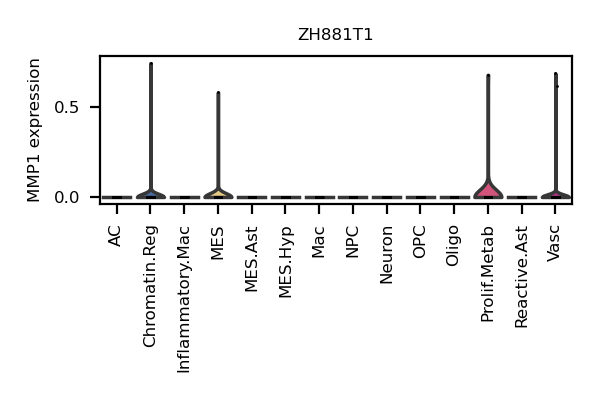 ZH881T1
MMP1 expression
0.5
0.0
AC
Chromatin.Reg
Inflammatory.Mac
MES
MES.Ast
MES.Hyp
Mac
NPC
Neuron
OPC
Oligo
Prolif.Metab
Reactive.Ast
Vasc